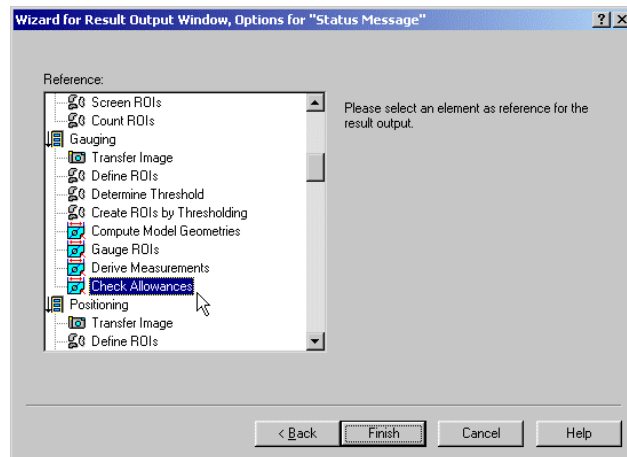 Wizard for Result Output Window, Options for "Status Message"
Reference:
Screen ROIs
Count ROIs
Gauging
Transfer Image
Define ROIs
Determine Threshold
Create ROIs by Thresholding
Compute Model Geometries
Gauge ROIs
Derive Measurements
Check Allowances
Positioning
Transfer Image
Define ROIs
Please select an element as reference for the
result output.
< Back
Finish
Cancel
Help